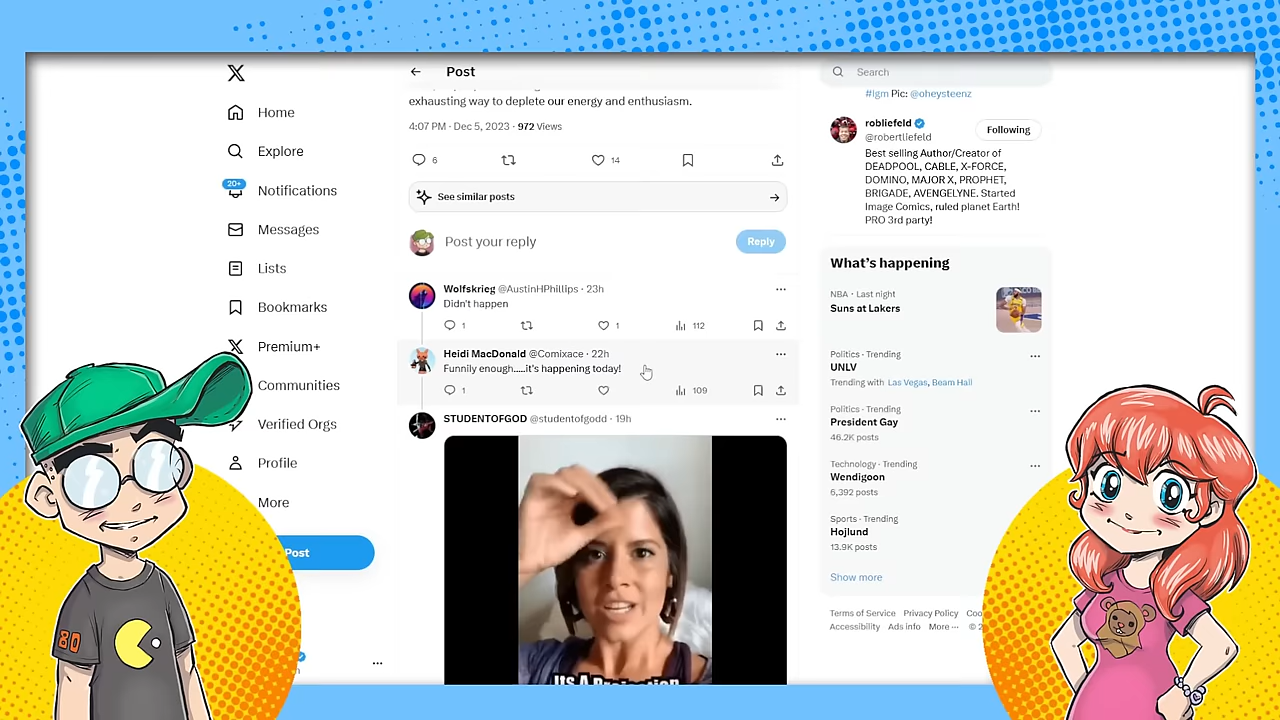 Home
Explore
20+
Notifications
Messages
Lists
Bookmarks
Premium+
Communities
Verified Orgs
Profile
More
Post
80
Post
exhausting way to deplete our energy and enthusiasm.
4:07 PM · Dec 5, 2023 · 972 Views
6
14
See similar posts
Post your reply
Reply
Wolfskrieg @AustinHPhillips · 23h
Didn't happen
1
1
112
Heidi MacDonald @Comixace · 22h
Funnily enough.....it's happening today!
1
109
STUDENTOFGOD @studentofgodd · 19h
Search
#lgm Pic: @oheysteenz
robliefeld
@robertliefeld
Following
Best selling Author/Creator of
DEADPOOL, CABLE, X-FORCE,
DOMINO, MAJOR X, PROPHET,
BRIGADE, AVENGELYNE. Started
Image Comics, ruled planet Earth!
PRO 3rd party!
What's happening
NBA · Last night
Suns at Lakers
Politics · Trending
UNLV
Trending with Las Vegas, Beam Hall
Politics · Trending
President Gay
46.2K posts
Technology · Trending
Wendigoon
6,392 posts
Sports · Trending
Hojlund
13.9K posts
Show more
Terms of Service Privacy Policy
Accessibility Ads info More ···